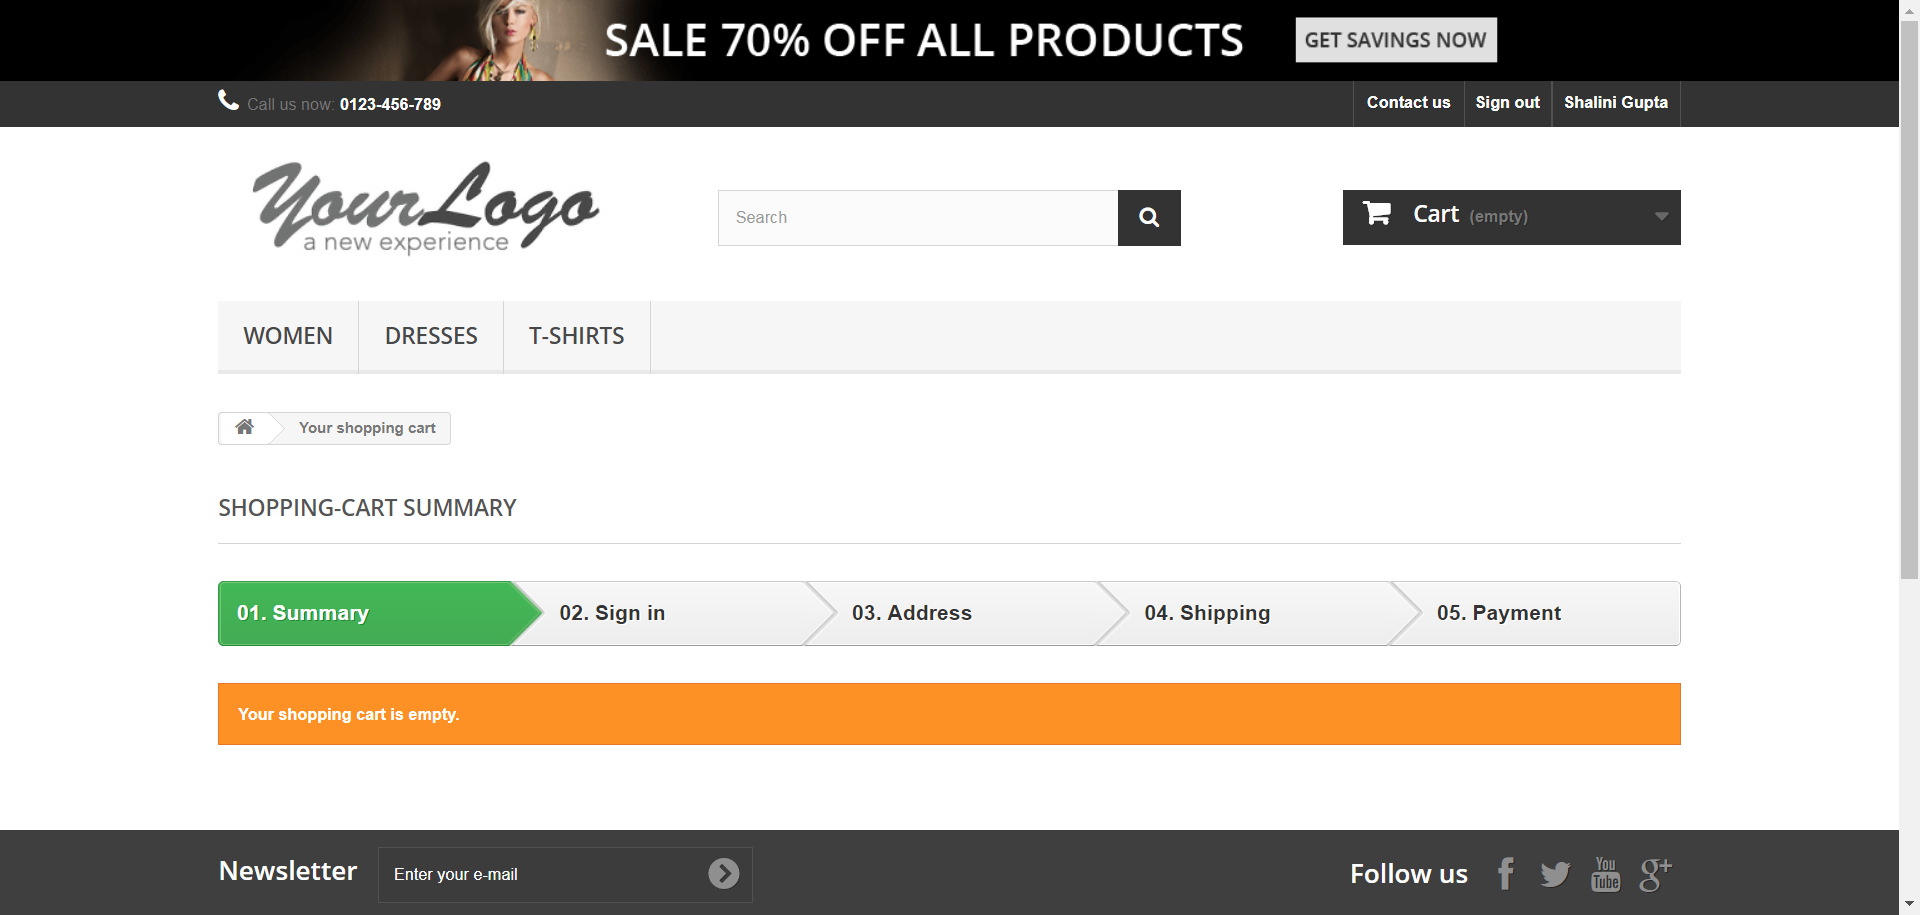 SALE 70% OFF ALL PRODUCTS GET SAVINGS NOW
Call us now: 0123-456-789 Contact us Sign out Shalini Gupta
Your Logo
a new experience
Search
Cart (empty)
WOMEN DRESSES T-SHIRTS
Your shopping cart
SHOPPING-CART SUMMARY
01. Summary 02. Sign in 03. Address 04. Shipping 05. Payment
Your shopping cart is empty.
Newsletter Enter your e-mail Follow us f You Tube g+